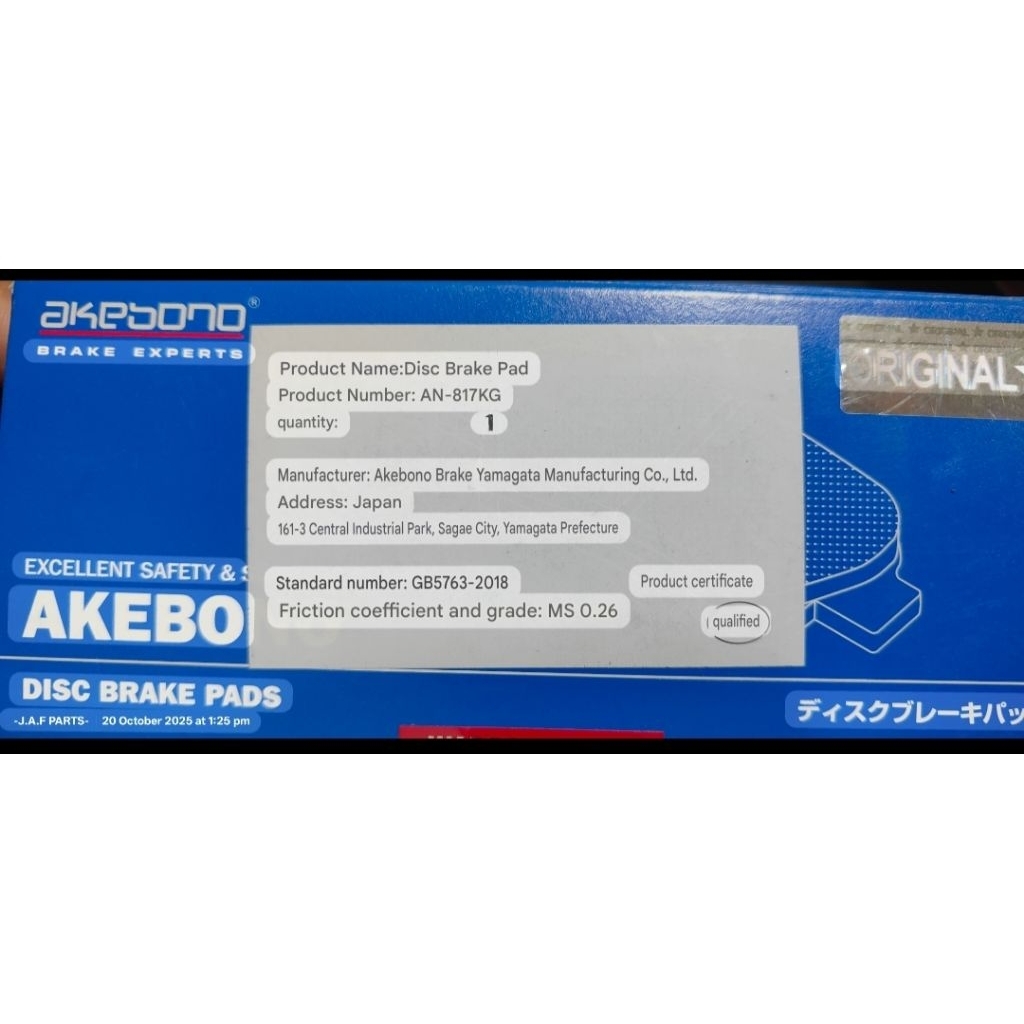 akebono®
BRAKE EXPERTS
ORIGINAL ★ ORIGINAL ★ ORIGINAL
ORIGINAL
Product Name:Disc Brake Pad
Product Number: AN-817KG
quantity: 1
Manufacturer: Akebono Brake Yamagata Manufacturing Co., Ltd.
Address: Japan
161-3 Central Industrial Park, Sagae City, Yamagata Prefecture
Standard number: GB5763-2018
Product certificate
Friction coefficient and grade: MS 0.26
qualified
EXCELLENT SAFETY &
AKEBO
DISC BRAKE PADS
-J.A.F PARTS- 20 October 2025 at 1:25 pm
ディスクブレーキパッ